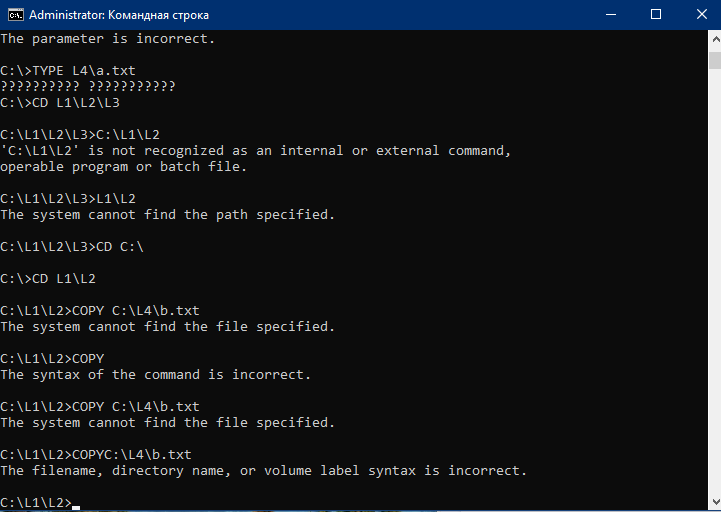 Administrator: Командная строка
The parameter is incorrect.
C:\>TYPE L4\a.txt
?????????? ???????????
C:\>CD L1\L2\L3
C:\L1\L2\L3>C:\L1\L2
'C:\L1\L2' is not recognized as an internal or external command,
operable program or batch file.
C:\L1\L2\L3>L1\L2
The system cannot find the path specified.
C:\L1\L2\L3>CD C:\
C:\>CD L1\L2
C:\L1\L2>COPY C:\L4\b.txt
The system cannot find the file specified.
C:\L1\L2>COPY
The syntax of the command is incorrect.
C:\L1\L2>COPY C:\L4\b.txt
The system cannot find the file specified.
C:\L1\L2>COPYC:\L4\b.txt
The filename, directory name, or volume label syntax is incorrect.
C:\L1\L2>